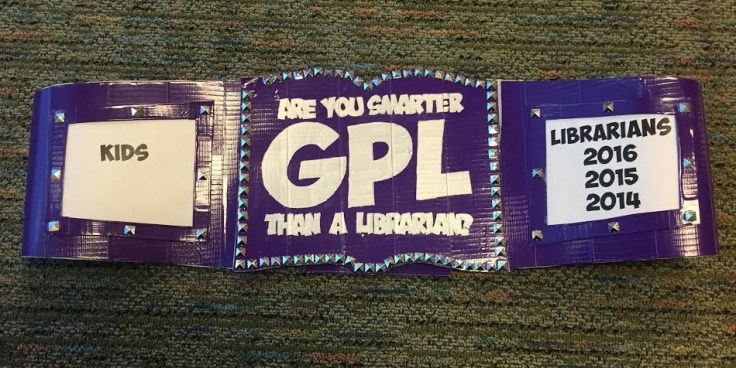 KIDS
ARE YOU SMARTER
GPL
THAN A LIBRARIAN?
LIBRARIANS
2016
2015
2014